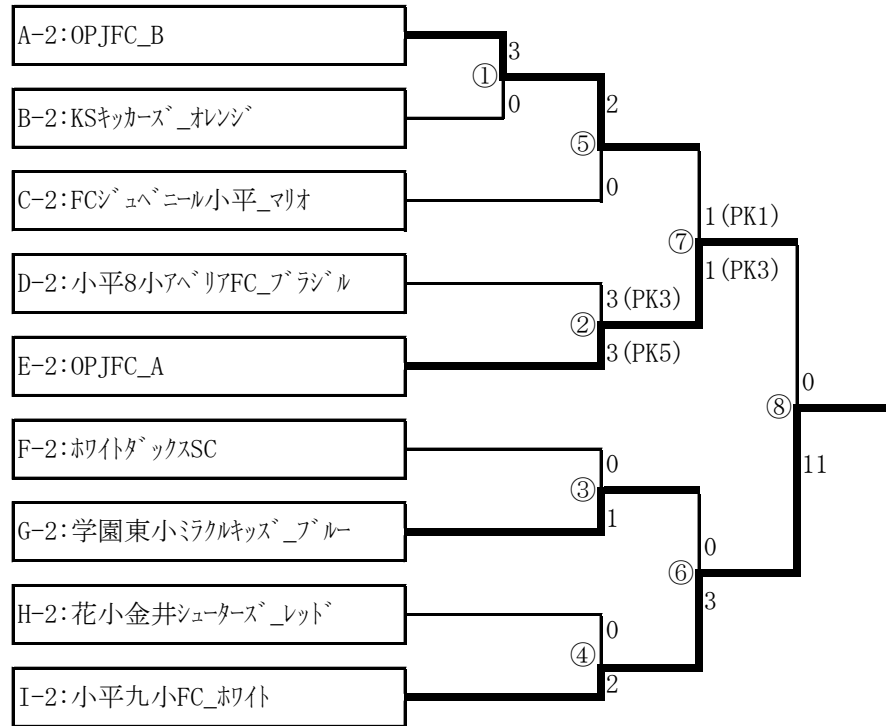 A-2:OPJFC_B
3
①
B-2:KSｷｯｶｰｽﾞ_ｵﾚﾝｼﾞ
0
2
⑤
C-2:FCｼﾞｭﾍﾞﾆｰﾙ小平_ﾏﾘｵ
0
1(PK1)
⑦
1(PK3)
D-2:小平8小ｱﾍﾞﾘｱFC_ﾌﾞﾗｼﾞﾙ
3(PK3)
②
3(PK5)
E-2:OPJFC_A
0
⑧
11
F-2:ﾎﾜｲﾄﾀﾞｯｸｽSC
0
③
1
G-2:学園東小ﾐﾗｸﾙｷｯｽﾞ_ﾌﾞﾙｰ
0
⑥
3
H-2:花小金井ｼｭｰﾀｰｽﾞ_ﾚｯﾄﾞ
0
④
2
I-2:小平九小FC_ﾎﾜｲﾄ